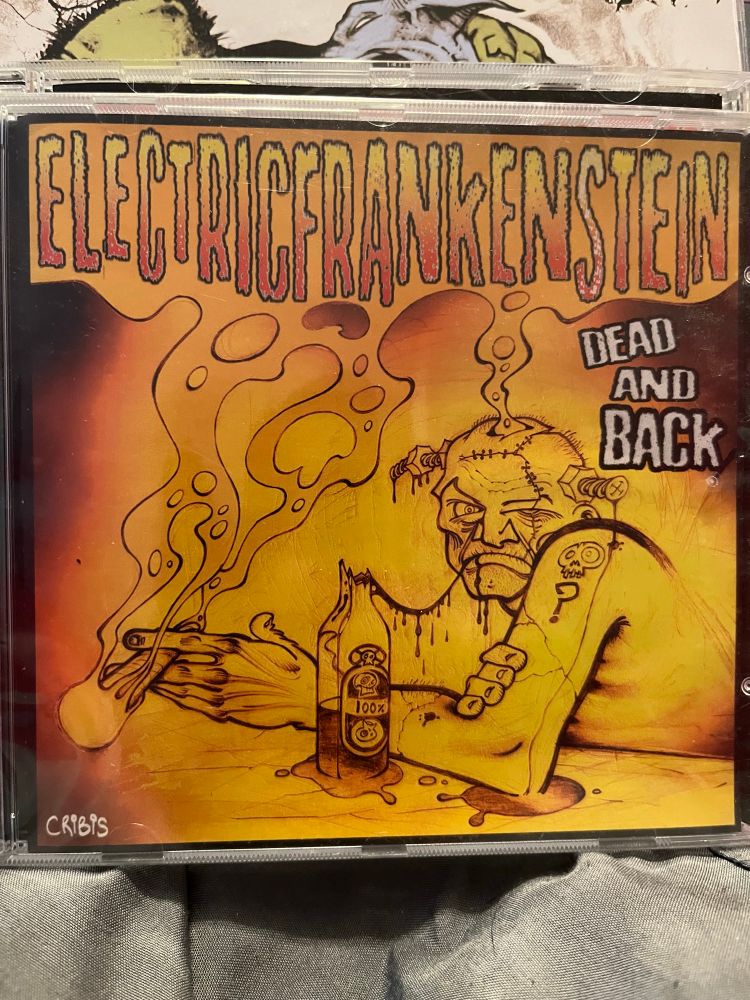 ELECTRICFRANKENSTEIN
DEAD
AND
BACK
?
100%
CRIBIS